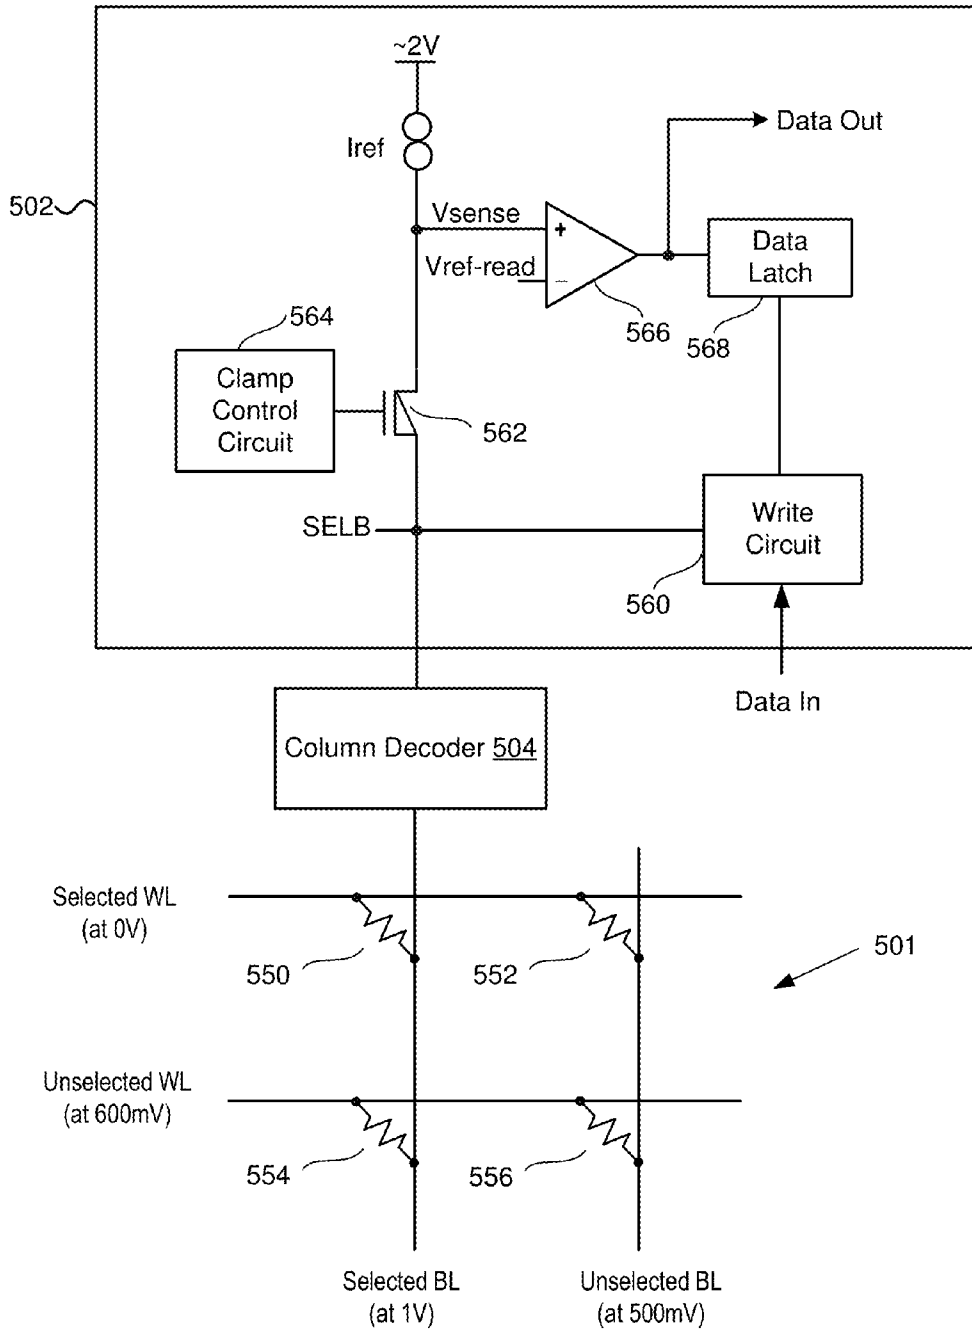 ~2V
Iref
Data Out
502
Vsense
+
Vref-read
−
Data
Latch
566
568
564
Clamp
Control
Circuit
562
SELB
Write
Circuit
560
Data In
Column Decoder 504
Selected WL
(at 0V)
550
552
501
Unselected WL
(at 600mV)
554
556
Selected BL
(at 1V)
Unselected BL
(at 500mV)